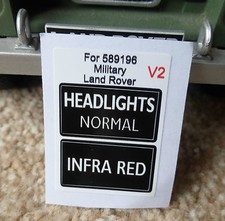 For 589196
Military
Land Rover
V2
HEADLIGHTS
NORMAL
INFRA RED